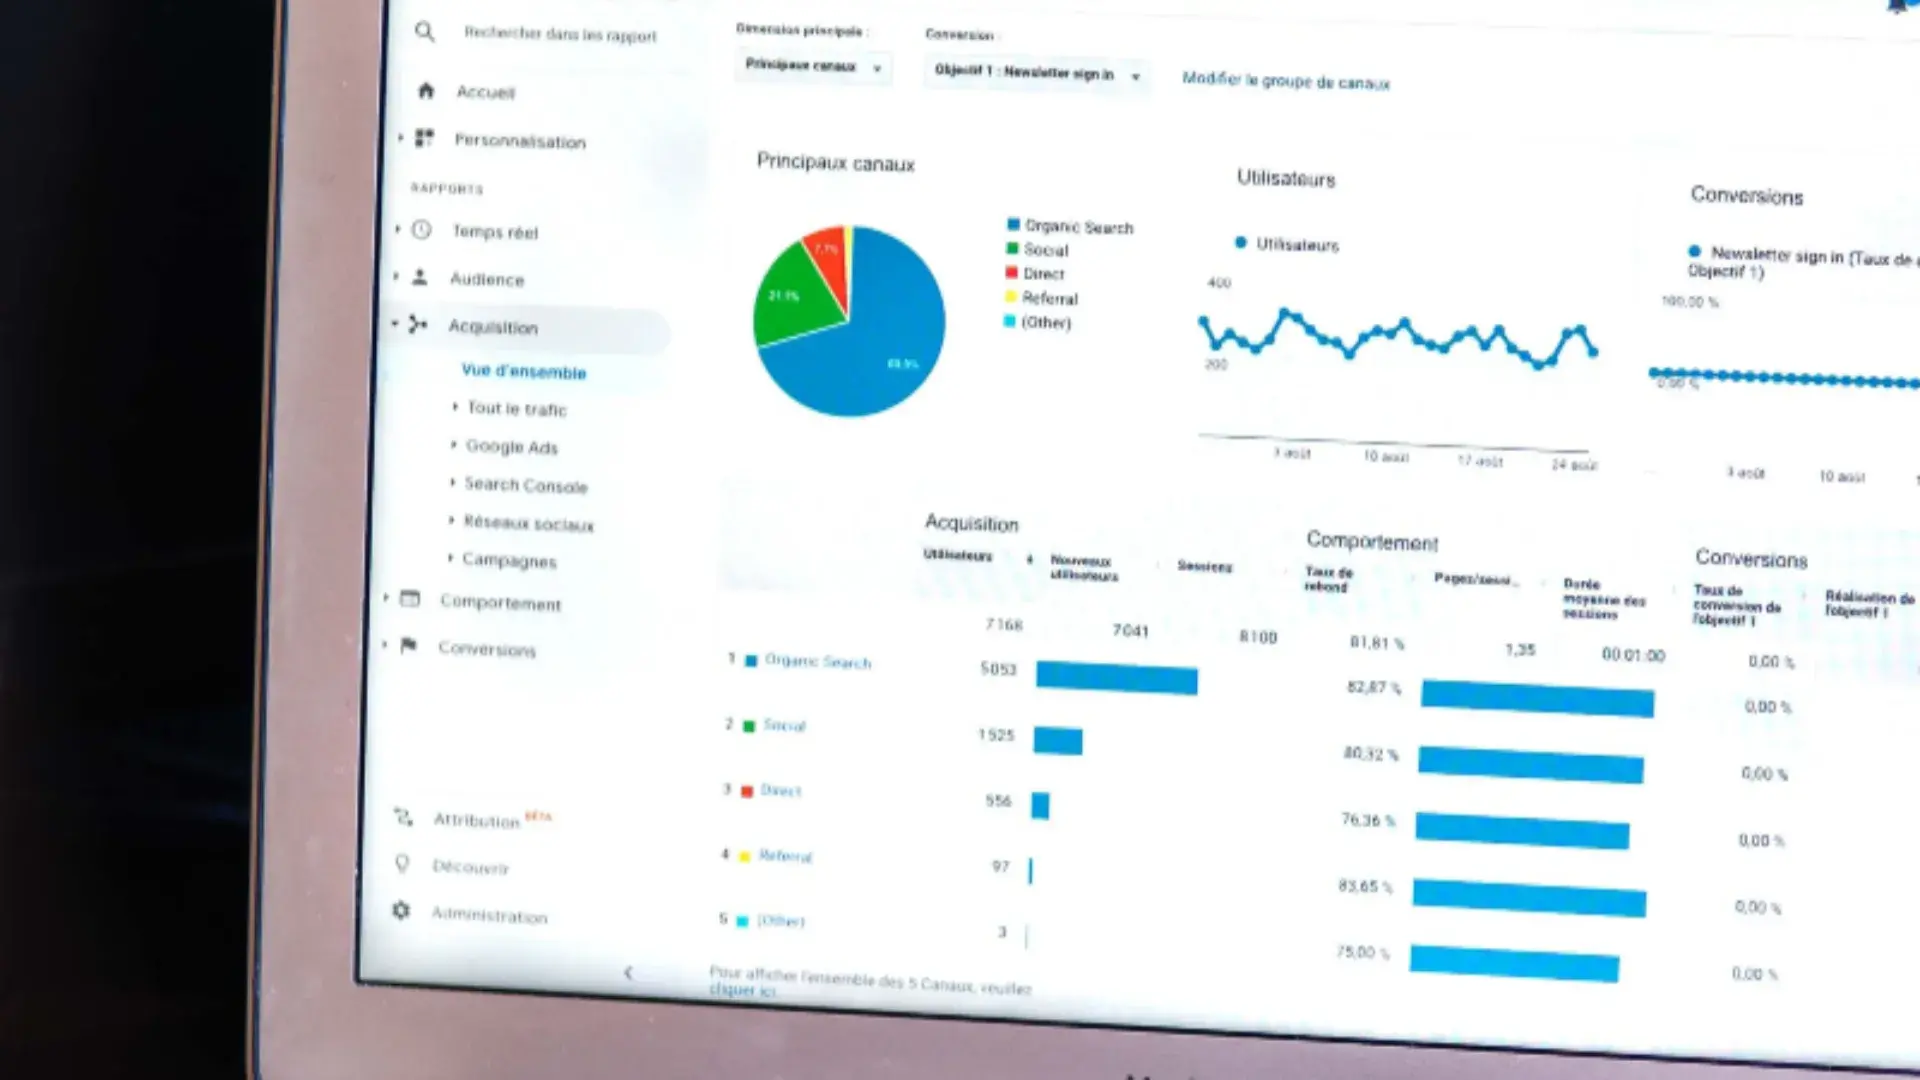 Rechercher dans les rapport
Accueil
Personnalisation
RAPPORTS
Temps réel
Audience
Acquisition
Vue d'ensemble
Tout le trafic
Google Ads
Search Console
Réseaux sociaux
Campagnes
Comportement
Conversions
Attribution BÊTA
Découvrir
Administration
Dimension principale :
Principaux canaux
Conversion :
Objectif 1 : Newsletter sign in
Modifier le groupe de canaux
Principaux canaux
7,7%
21.1%
69.9%
Organic Search
Social
Direct
Referral
(Other)
Utilisateurs
Utilisateurs
400
200
3 août
10 août
17 août
24 août
Conversions
Newsletter sign in (Taux de
Objectif 1)
100,00 %
0,00 %
3 août
10 août
Acquisition
Comportement
Conversions
Utilisateurs
Nouveaux
utilisateurs
Sessions
Taux de
rebond
Pages/sessi...
Durée
moyenne des
sessions
Taux de
conversion de
l'objectif 1
Réalisation de
l'objectif 1
7168 7041 8100 81,81 % 1,35 00:01:00 0,00 %
1 Organic Search 5053 82,87 % 0,00 %
2 Social 1525 80,32 % 0,00 %
3 Direct 556 76,36 % 0,00 %
4 Referral 97 83,65 % 0,00 %
5 (Other) 3 75,00 % 0,00 %
Pour afficher l'ensemble des 5 Canaux, veuillez
cliquer ici.